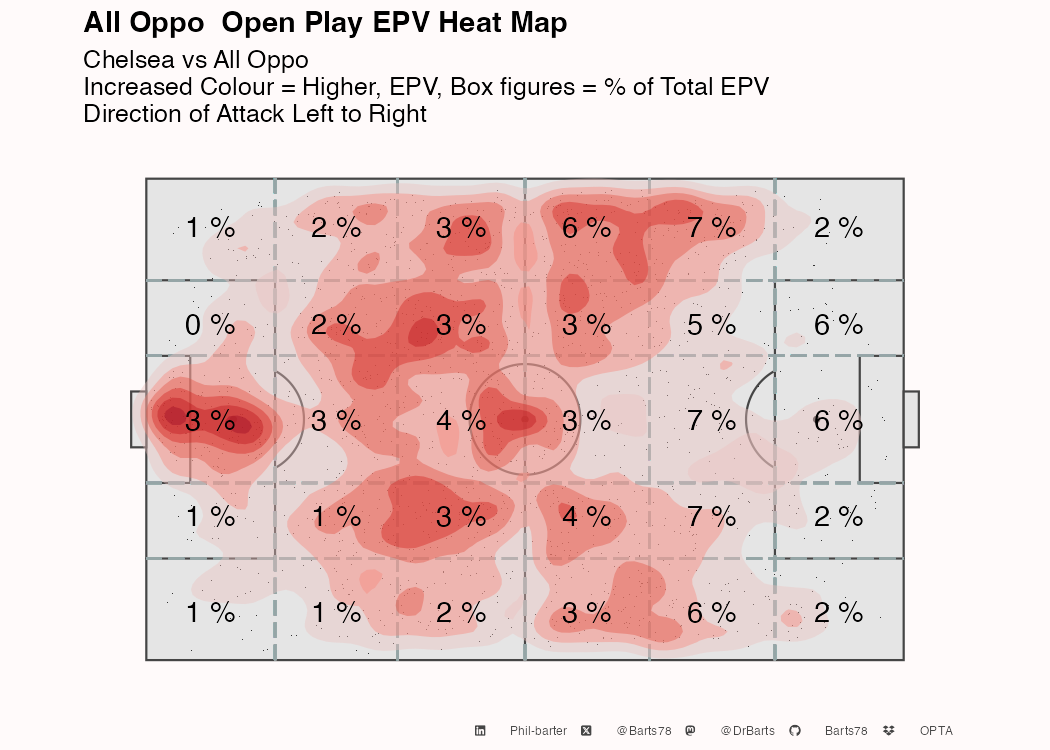 All Oppo  Open Play EPV Heat Map
Chelsea vs All Oppo
Increased Colour = Higher, EPV, Box figures = % of Total EPV
Direction of Attack Left to Right
1 % 2 % 3 % 6 % 7 % 2 %
0 % 2 % 3 % 3 % 5 % 6 %
3 % 3 % 4 % 3 % 7 % 6 %
1 % 1 % 3 % 4 % 7 % 2 %
1 % 1 % 2 % 3 % 6 % 2 %
Phil-barter @Barts78 @DrBarts Barts78 OPTA